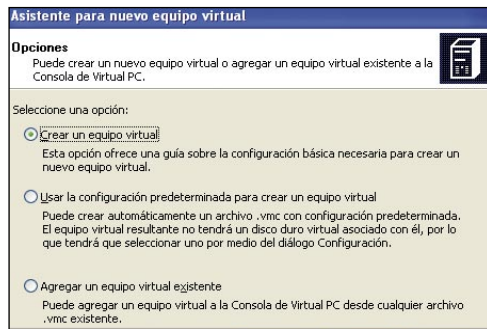 Asistente para nuevo equipo virtual
Opciones
Puede crear un nuevo equipo virtual o agregar un equipo virtual existente a la
Consola de Virtual PC.
Seleccione una opción:
Crear un equipo virtual
Esta opción ofrece una guía sobre la configuración básica necesaria para crear un
nuevo equipo virtual.
Usar la configuración predeterminada para crear un equipo virtual
Puede crear automáticamente un archivo .vmc con configuración predeterminada.
El equipo virtual resultante no tendrá un disco duro virtual asociado con él, por lo
que tendrá que seleccionar uno por medio del diálogo Configuración.
Agregar un equipo virtual existente
Puede agregar un equipo virtual a la Consola de Virtual PC desde cualquier archivo
.vmc existente.